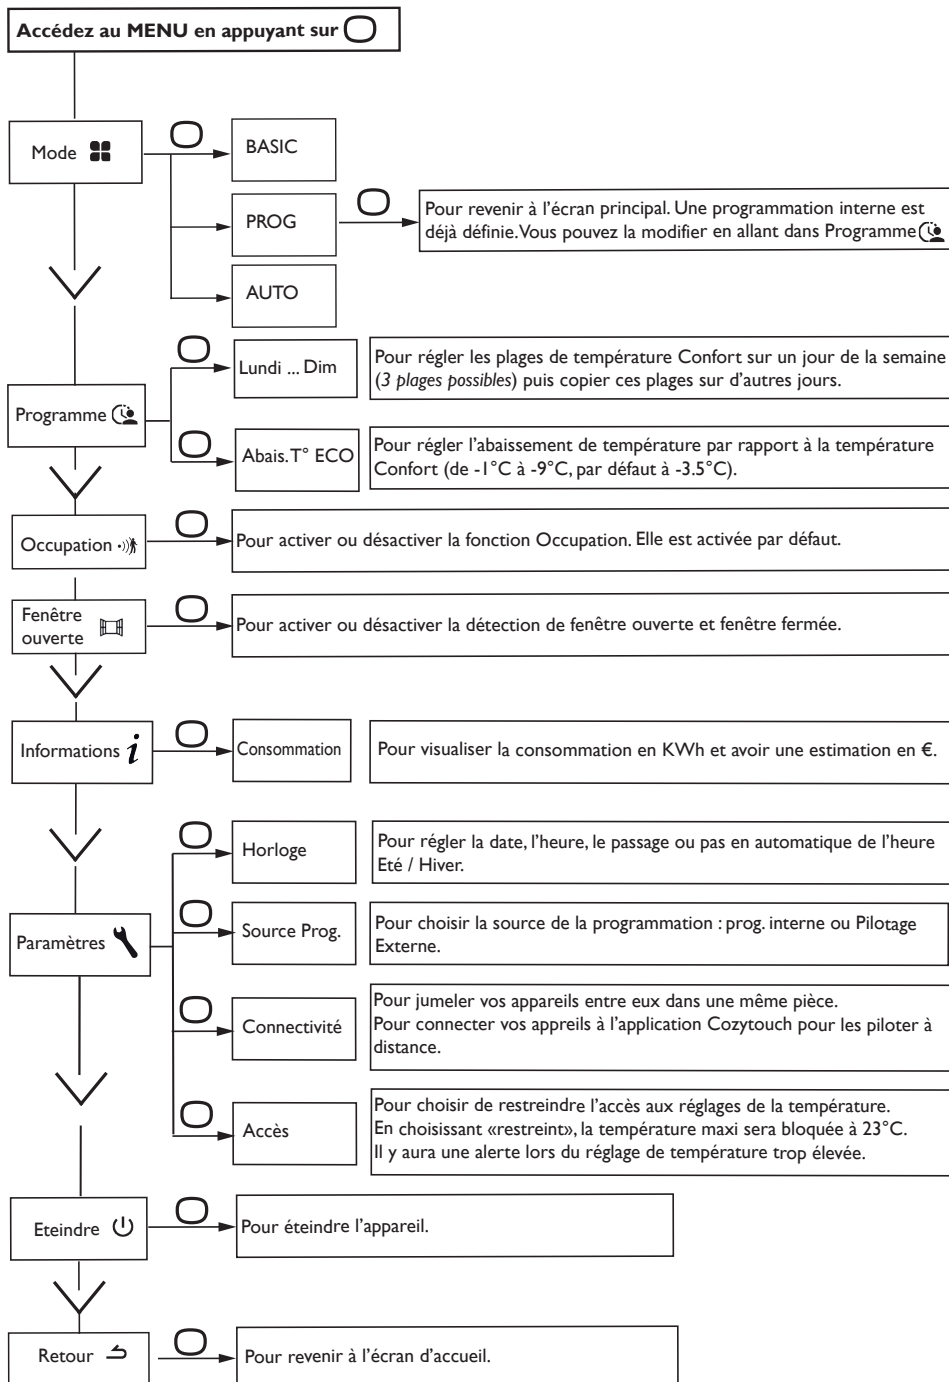 Accédez au MENU en appuyant sur
Mode
BASIC
PROG
Pour revenir à l'écran principal. Une programmation interne est
déjà définie.Vous pouvez la modifier en allant dans Programme
AUTO
Programme
Lundi ... Dim
Pour régler les plages de température Confort sur un jour de la semaine
(3 plages possibles) puis copier ces plages sur d'autres jours.
Abais.T° ECO
Pour régler l'abaissement de température par rapport à la température
Confort (de -1°C à -9°C, par défaut à -3.5°C).
Occupation
Pour activer ou désactiver la fonction Occupation. Elle est activée par défaut.
Fenêtre
ouverte
Pour activer ou désactiver la détection de fenêtre ouverte et fenêtre fermée.
Informations i
Consommation
Pour visualiser la consommation en KWh et avoir une estimation en €.
Paramètres
Horloge
Pour régler la date, l'heure, le passage ou pas en automatique de l'heure
Eté / Hiver.
Source Prog.
Pour choisir la source de la programmation : prog. interne ou Pilotage
Externe.
Connectivité
Pour jumeler vos appareils entre eux dans une même pièce.
Pour connecter vos appreils à l'application Cozytouch pour les piloter à
distance.
Accès
Pour choisir de restreindre l'accès aux réglages de la température.
En choisissant «restreint», la température maxi sera bloquée à 23°C.
Il y aura une alerte lors du réglage de température trop élevée.
Eteindre
Pour éteindre l'appareil.
Retour
Pour revenir à l'écran d'accueil.